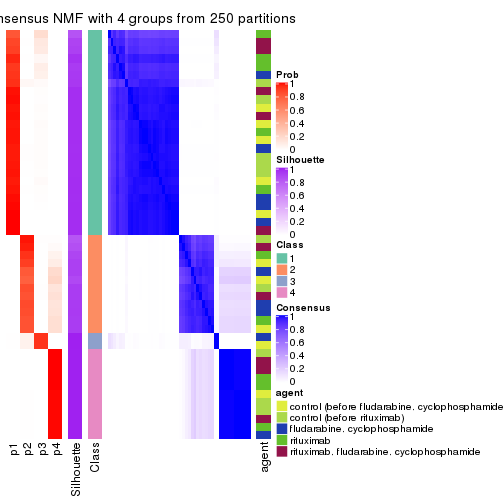 nsensus NMF with 4 groups from 250 partitions
Prob
1
0.8
0.6
0.4
0.2
0
Silhouette
1
0.8
0.6
0.4
0.2
0
Class
1
2
3
4
Consensus
1
0.8
0.6
0.4
0.2
0
agent
control (before fludarabine. cyclophosphamide
control (before rituximab)
fludarabine. cyclophosphamide
rituximab
rituximab. fludarabine. cyclophosphamide
p1
p2
p3
p4
Silhouette
Class
agent